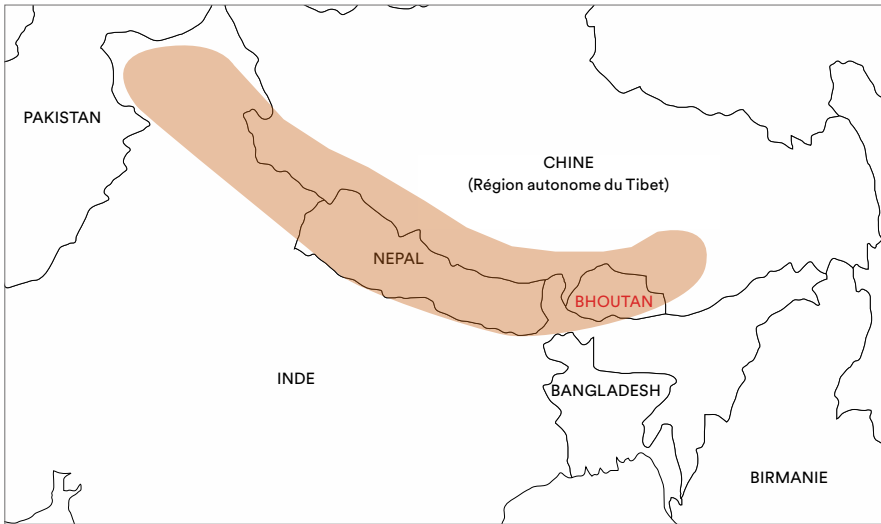 PAKISTAN
CHINE
(Région autonome du Tibet)
NEPAL
BHOUTAN
INDE
BANGLADESH
BIRMANIE